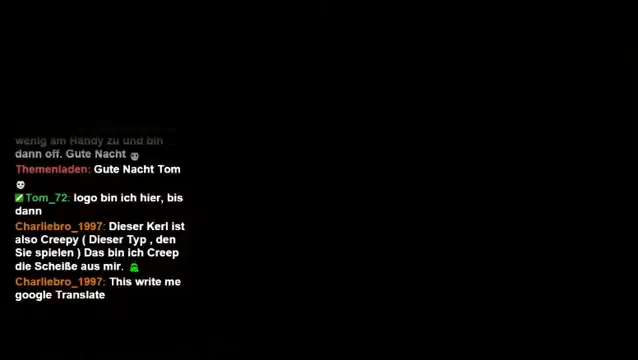 wenig am Handy zu und bin
dann off. Gute Nacht
Themenladen: Gute Nacht Tom
Tom_72: logo bin ich hier, bis
dann
Charliebro_1997: Dieser Kerl ist
also Creepy ( Dieser Typ , den
Sie spielen ) Das bin ich Creep
die Scheiße aus mir.
Charliebro_1997: This write me
google Translate